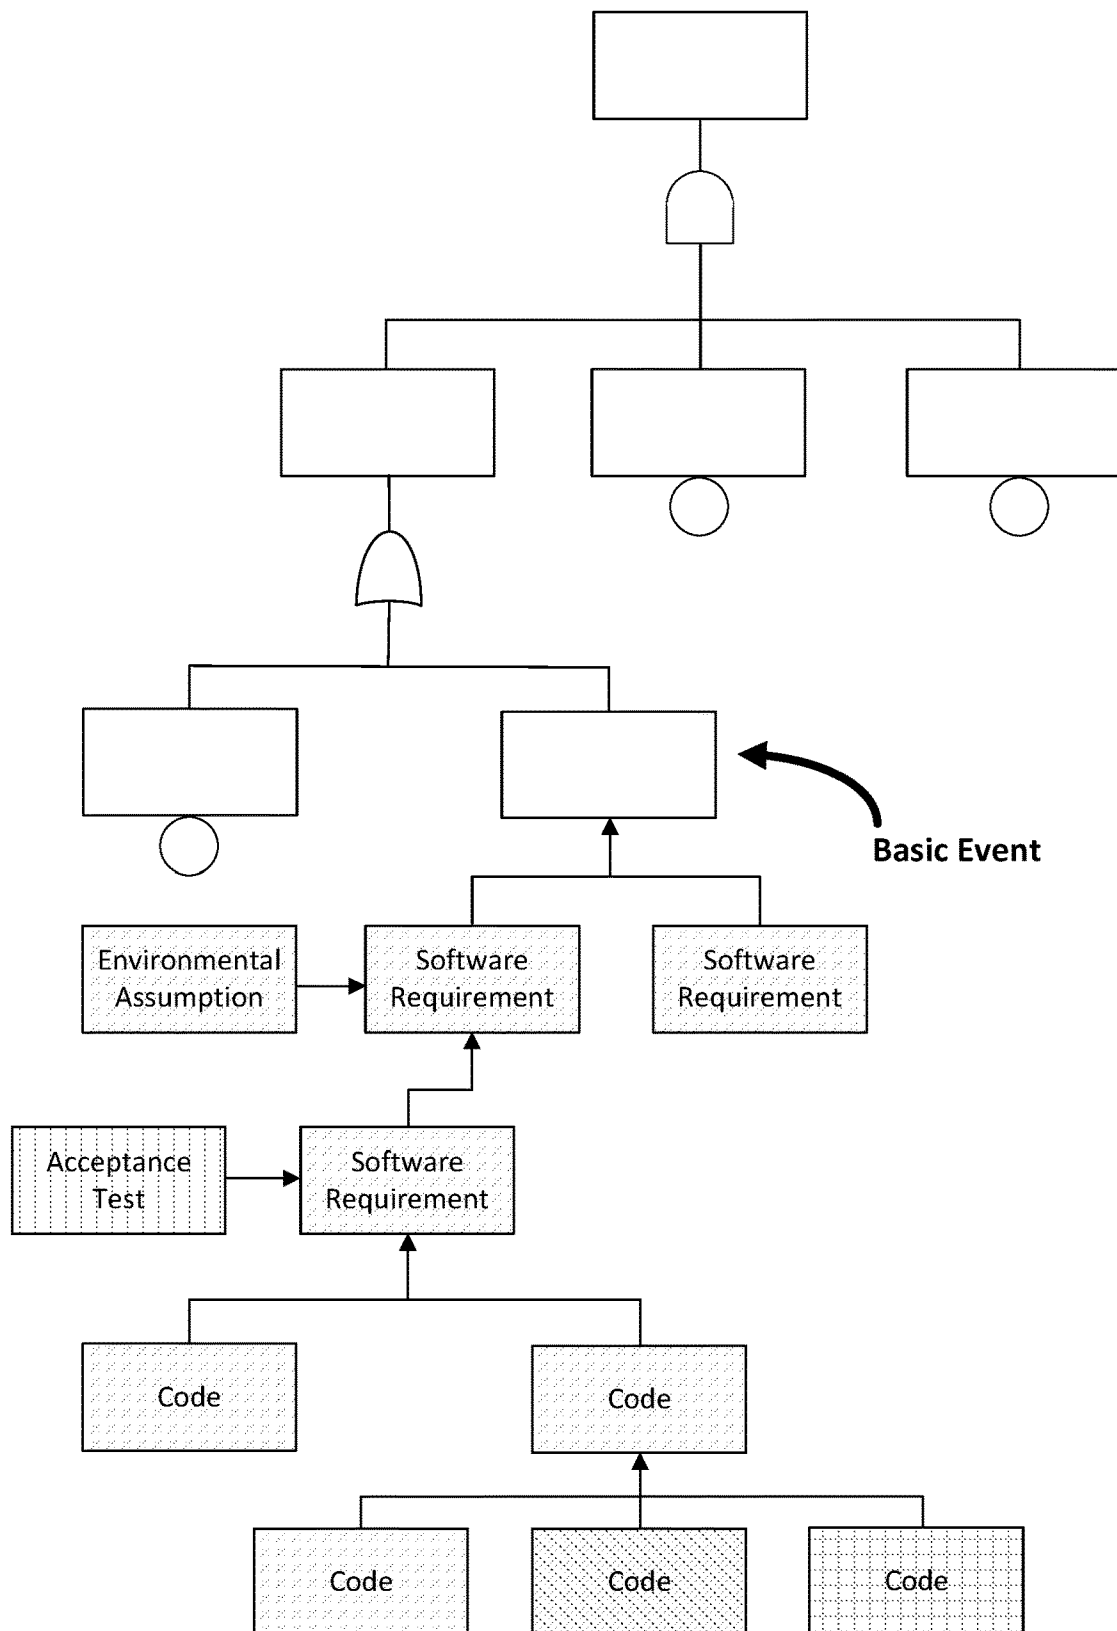 Basic Event
Environmental
Assumption
Software
Requirement
Software
Requirement
Acceptance
Test
Software
Requirement
Code
Code
Code
Code
Code